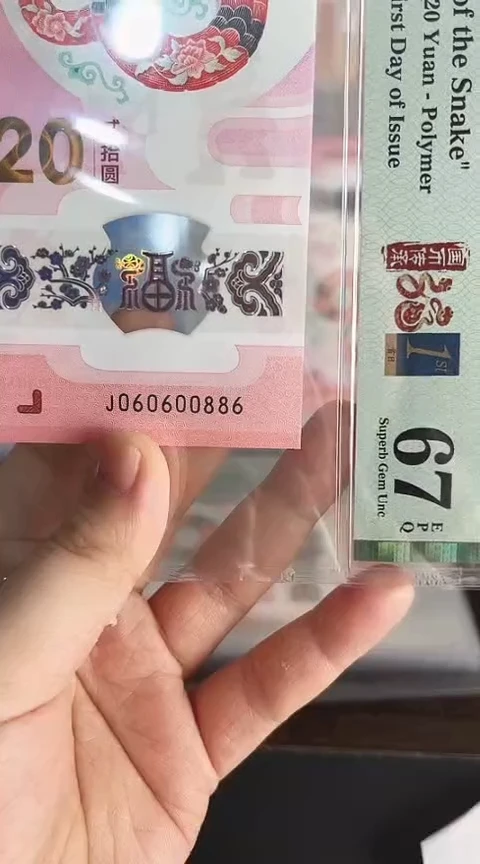 20
贰拾圆
J060600886
of the Snake"
20 Yuan - Polymer
irst Day of Issue
1st
67 EPQ
Superb Gem Unc